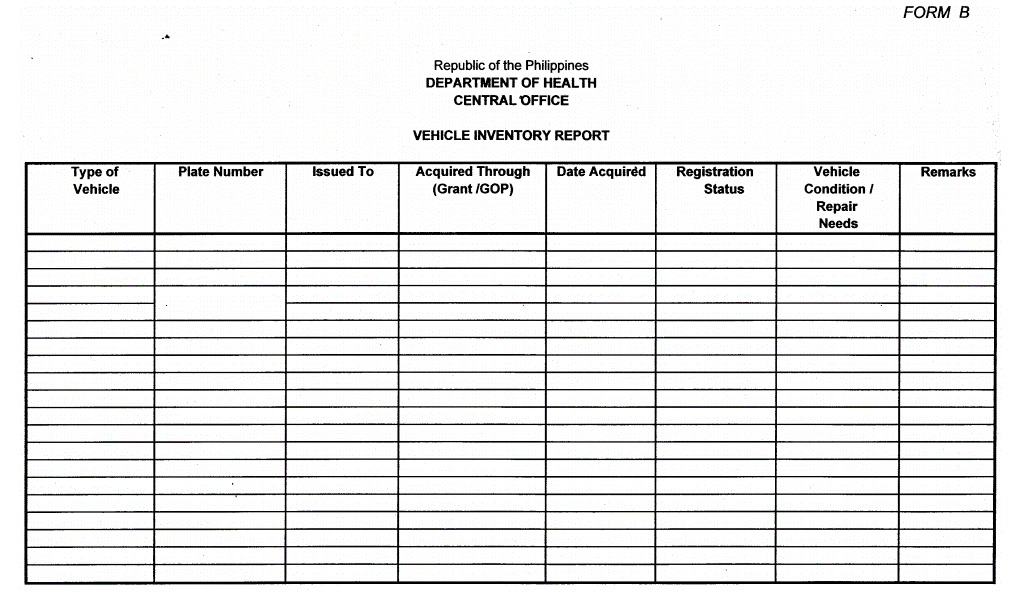 FORM B
Republic of the Philippines
DEPARTMENT OF HEALTH
CENTRAL OFFICE
VEHICLE INVENTORY REPORT
Type of
Vehicle
Plate Number
Issued To
Acquired Through
(Grant /GOP)
Date Acquired
Registration
Status
Vehicle
Condition /
Repair
Needs
Remarks